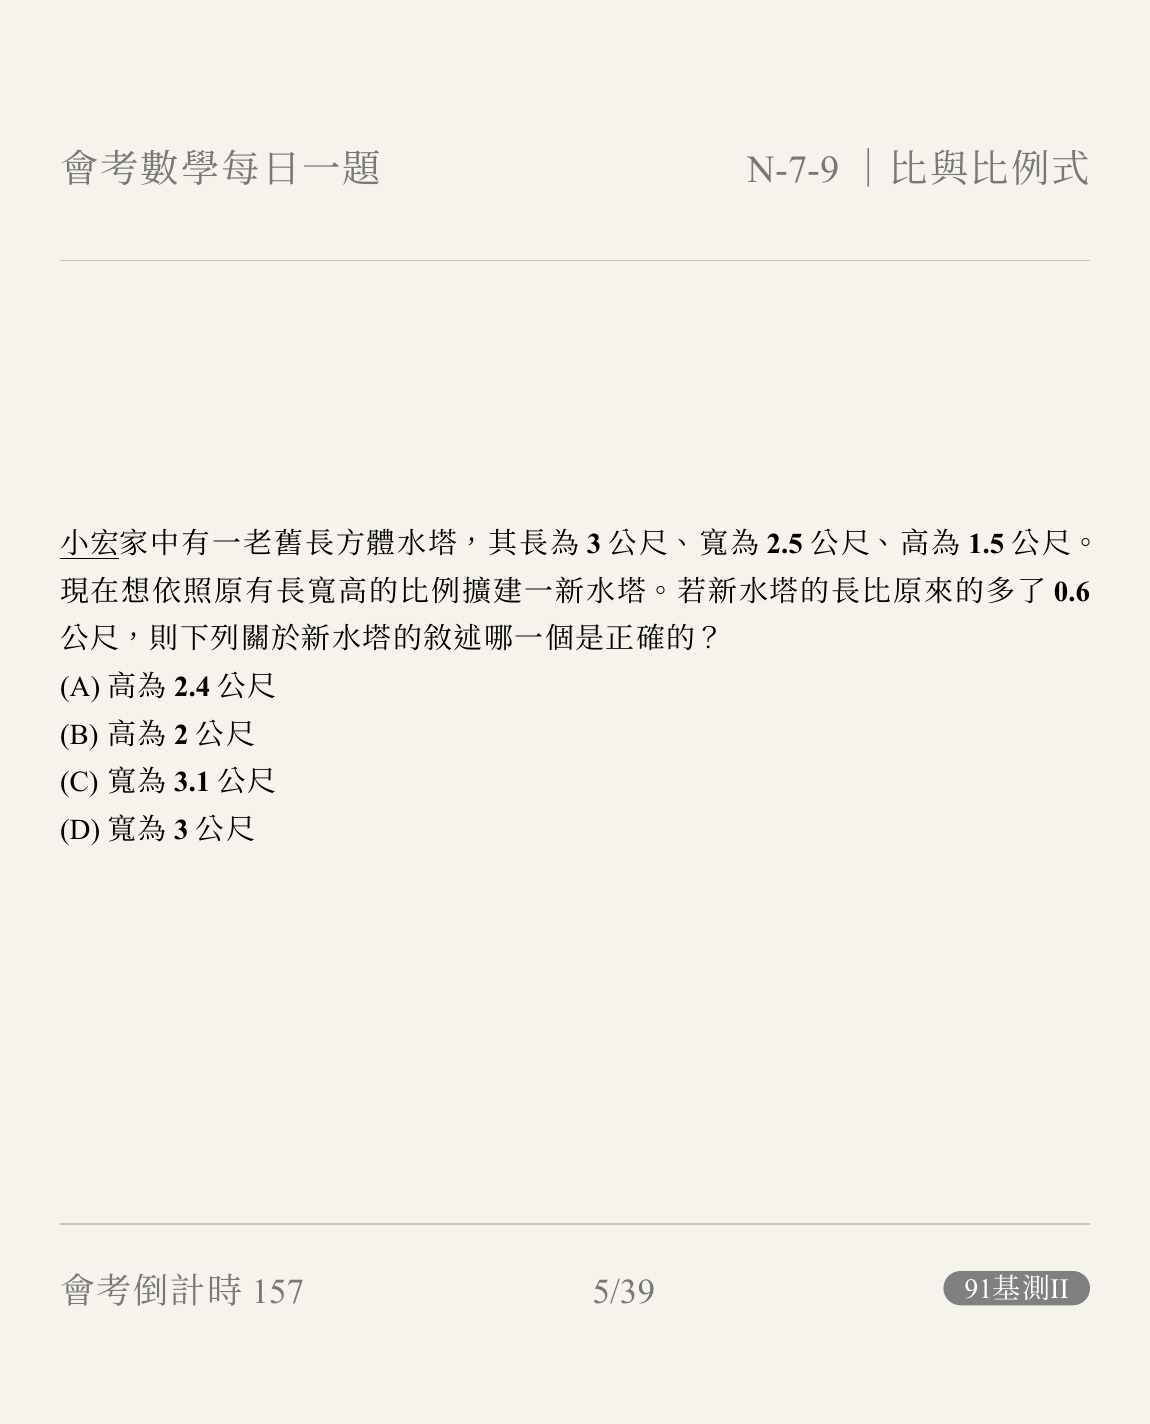 會考數學每日一題
N-7-9 | 比與比例式
小宏家中有一老舊長方體水塔，其長為 3 公尺、寬為 2.5 公尺、高為 1.5 公尺。
現在想依照原有長寬高的比例擴建一新水塔。若新水塔的長比原來的多了 0.6
公尺，則下列關於新水塔的敘述哪一個是正確的？
(A) 高為 2.4 公尺
(B) 高為 2 公尺
(C) 寬為 3.1 公尺
(D) 寬為 3 公尺
會考倒計時 157
5/39
91基測II